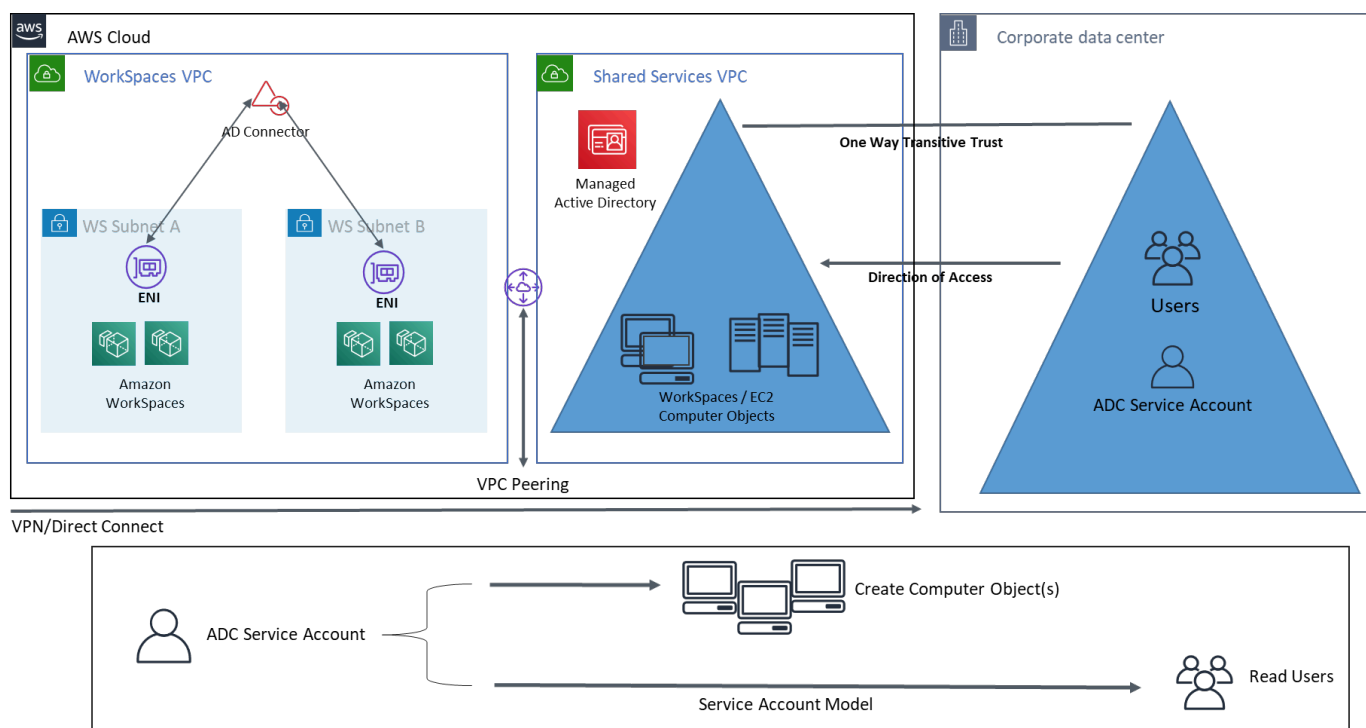 aws
AWS Cloud
WorkSpaces VPC
AD Connector
WS Subnet A
ENI
Amazon
WorkSpaces
WS Subnet B
ENI
Amazon
WorkSpaces
Shared Services VPC
Managed
Active Directory
WorkSpaces / EC2
Computer Objects
One Way Transitive Trust
Direction of Access
Corporate data center
Users
ADC Service Account
VPC Peering
VPN/Direct Connect
ADC Service Account
Create Computer Object(s)
Service Account Model
Read Users